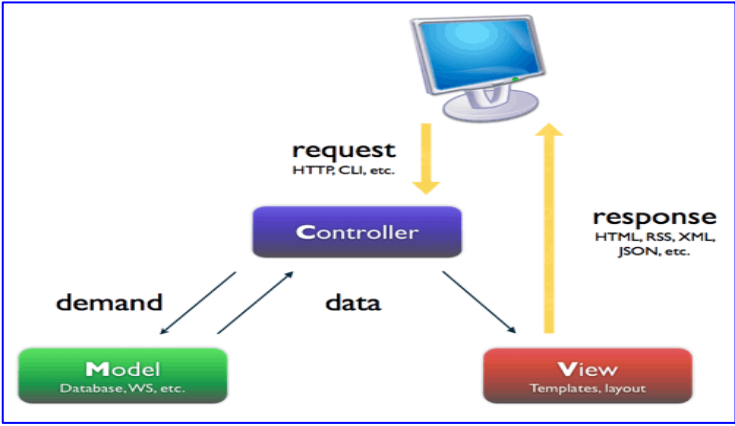 request
HTTP, CLI, etc.
Controller
response
HTML, RSS, XML,
JSON, etc.
demand
data
Model
Database, WS, etc.
View
Templates, layout